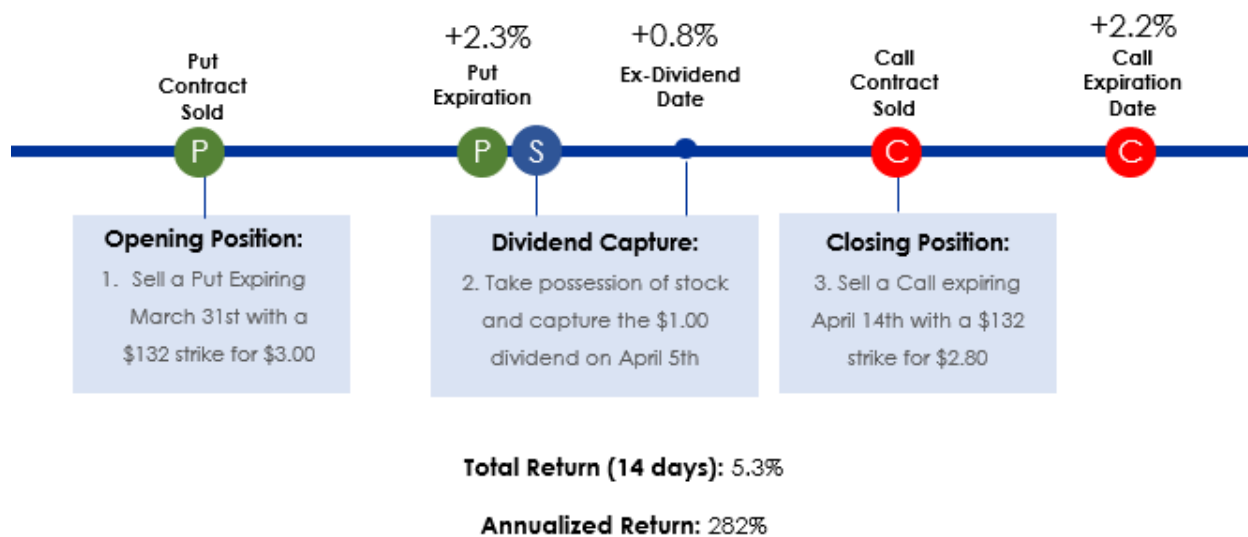 +2.3%
+0.8%
+2.2%
Put
Contract
Sold
Put
Expiration
Ex-Dividend
Date
Call
Contract
Sold
Call
Expiration
Date
P
P
S
C
C
Opening Position:
1. Sell a Put Expiring
March 31st with a
$132 strike for $3.00
Dividend Capture:
2. Take possession of stock
and capture the $1.00
dividend on April 5th
Closing Position:
3. Sell a Call expiring
April 14th with a $132
strike for $2.80
Total Return (14 days): 5.3%
Annualized Return: 282%